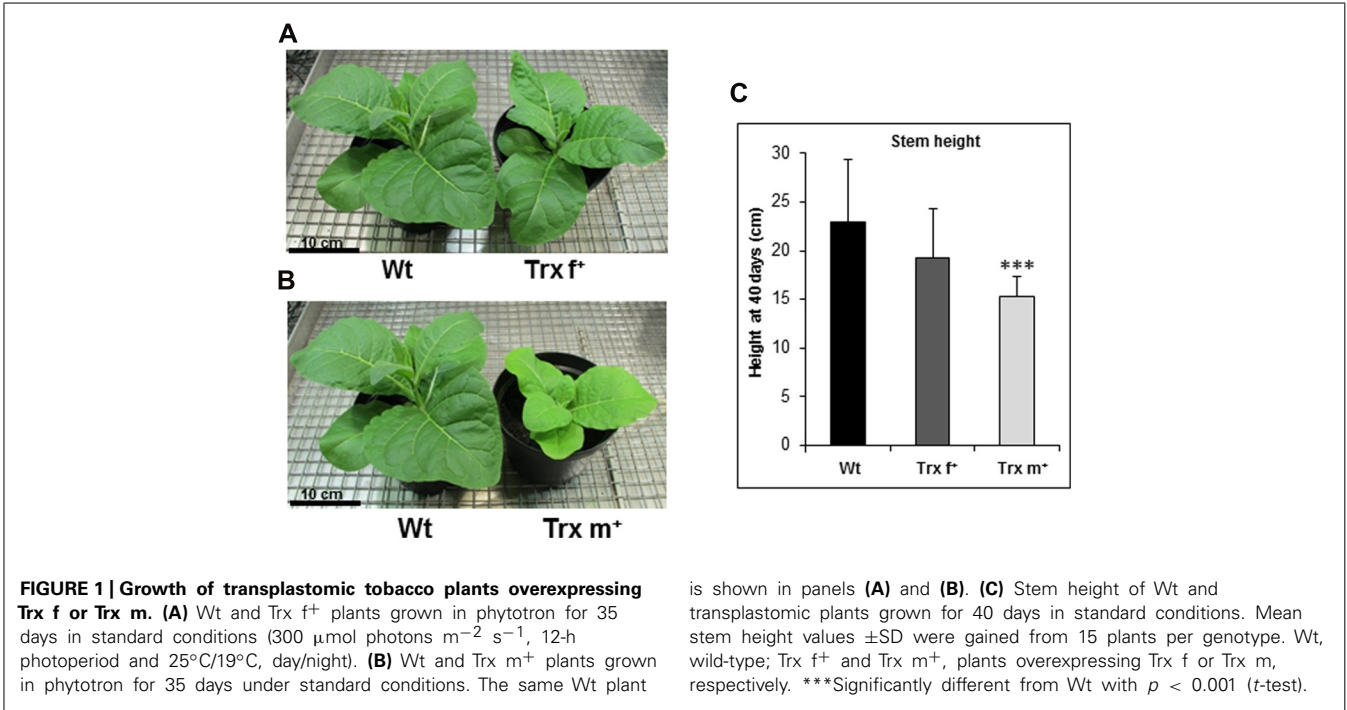 A
10 cm
Wt
Trx f⁺
B
10 cm
Wt
Trx m⁺
C
Stem height
Height at 40 days (cm)
30
25
20
15
10
5
0
***
Wt
Trx f⁺
Trx m⁺
FIGURE 1 | Growth of transplastomic tobacco plants overexpressing
Trx f or Trx m. (A) Wt and Trx f⁺ plants grown in phytotron for 35
days in standard conditions (300 μmol photons m⁻² s⁻¹, 12-h
photoperiod and 25°C/19°C, day/night). (B) Wt and Trx m⁺ plants grown
in phytotron for 35 days under standard conditions. The same Wt plant
is shown in panels (A) and (B). (C) Stem height of Wt and
transplastomic plants grown for 40 days in standard conditions. Mean
stem height values ±SD were gained from 15 plants per genotype. Wt,
wild-type; Trx f⁺ and Trx m⁺, plants overexpressing Trx f or Trx m,
respectively. ***Significantly different from Wt with p < 0.001 (t-test).